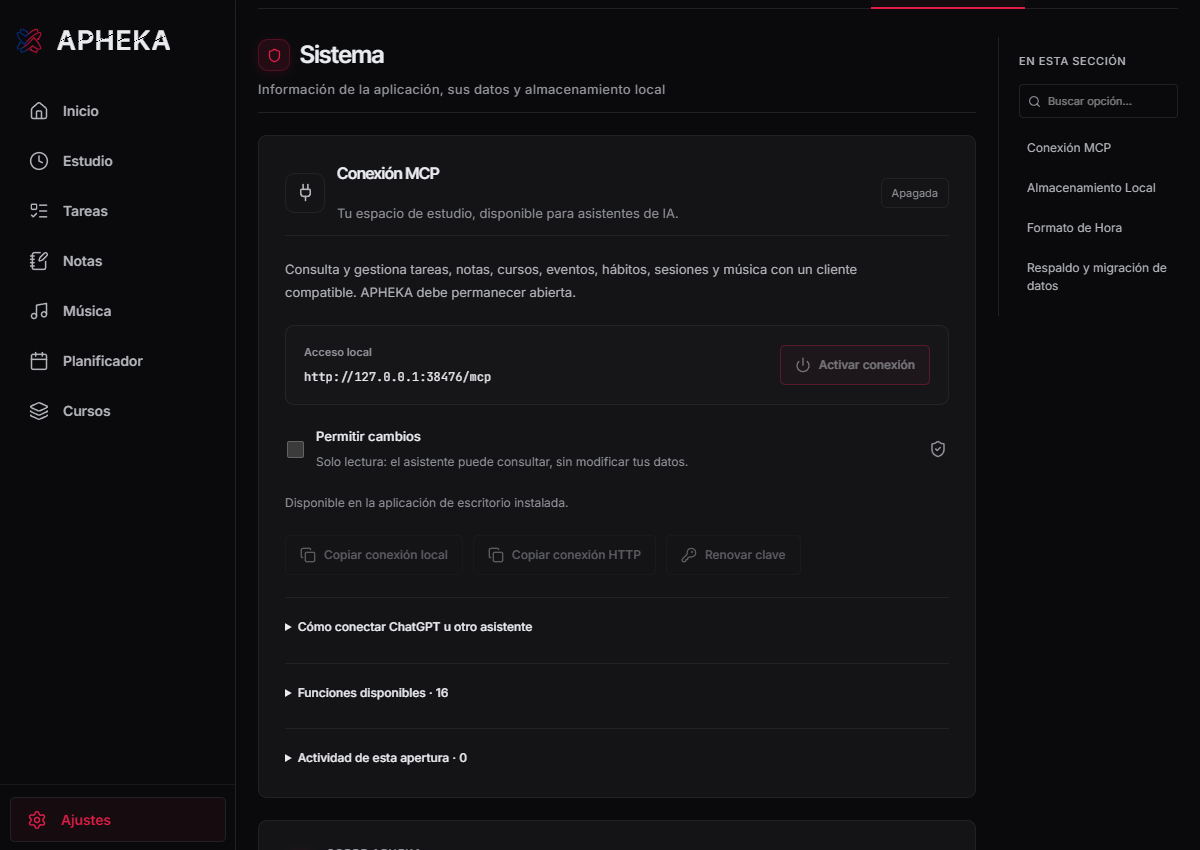 APHEKA
Inicio
Estudio
Tareas
Notas
Música
Planificador
Cursos
Ajustes
Sistema
Información de la aplicación, sus datos y almacenamiento local
Conexión MCP
Tu espacio de estudio, disponible para asistentes de IA.
Apagada
Consulta y gestiona tareas, notas, cursos, eventos, hábitos, sesiones y música con un cliente
compatible. APHEKA debe permanecer abierta.
Acceso local
http://127.0.0.1:38476/mcp
Activar conexión
Permitir cambios
Solo lectura: el asistente puede consultar, sin modificar tus datos.
Disponible en la aplicación de escritorio instalada.
Copiar conexión local
Copiar conexión HTTP
Renovar clave
Cómo conectar ChatGPT u otro asistente
Funciones disponibles · 16
Actividad de esta apertura · 0
EN ESTA SECCIÓN
Buscar opción...
Conexión MCP
Almacenamiento Local
Formato de Hora
Respaldo y migración de
datos